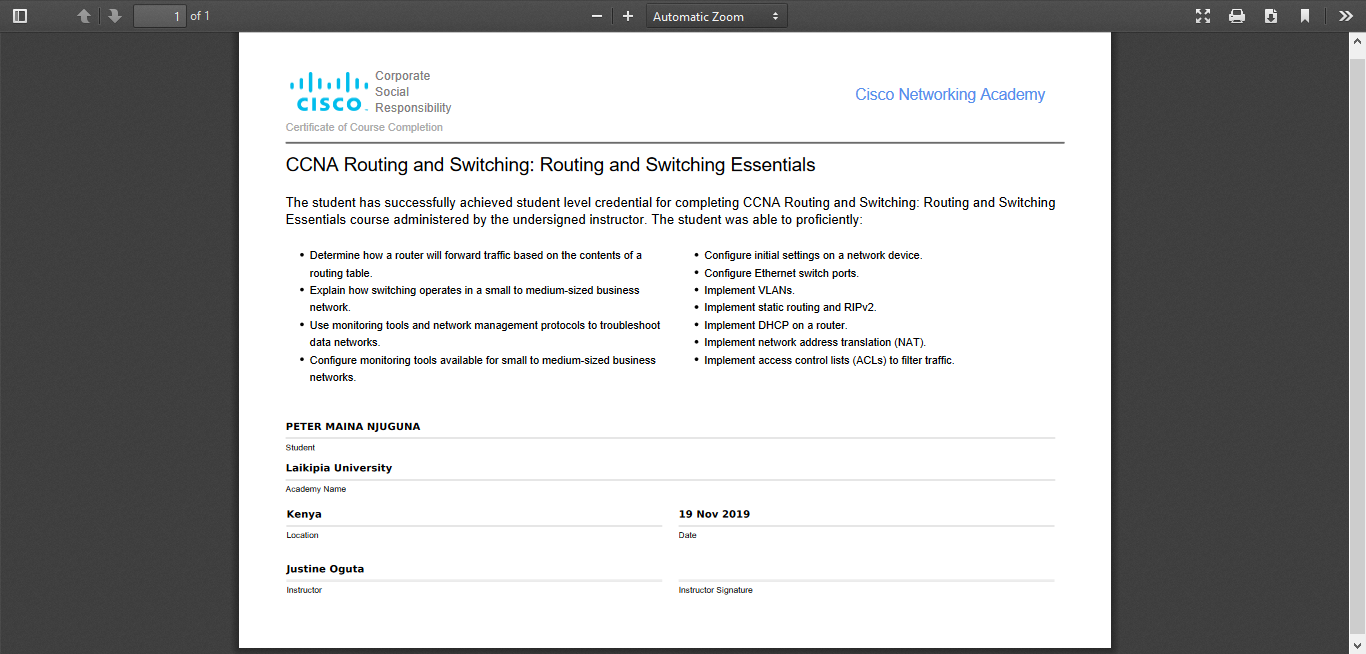 1 of 1
Automatic Zoom
Corporate
Social
Responsibility
CISCO
Cisco Networking Academy
Certificate of Course Completion
CCNA Routing and Switching: Routing and Switching Essentials
The student has successfully achieved student level credential for completing CCNA Routing and Switching: Routing and Switching
Essentials course administered by the undersigned instructor. The student was able to proficiently:
• Determine how a router will forward traffic based on the contents of a
routing table.
• Explain how switching operates in a small to medium-sized business
network.
• Use monitoring tools and network management protocols to troubleshoot
data networks.
• Configure monitoring tools available for small to medium-sized business
networks.
• Configure initial settings on a network device.
• Configure Ethernet switch ports.
• Implement VLANs.
• Implement static routing and RIPv2.
• Implement DHCP on a router.
• Implement network address translation (NAT).
• Implement access control lists (ACLs) to filter traffic.
PETER MAINA NJUGUNA
Student
Laikipia University
Academy Name
Kenya
Location
19 Nov 2019
Date
Justine Oguta
Instructor
Instructor Signature